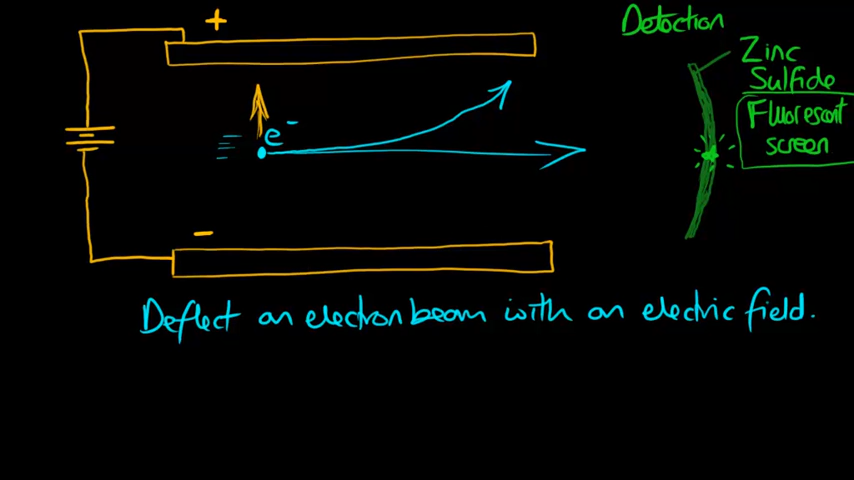 +
Detection
Zinc
Sulfide
Fluorescent
screen
e⁻
−
Deflect an electron beam with an electric field.